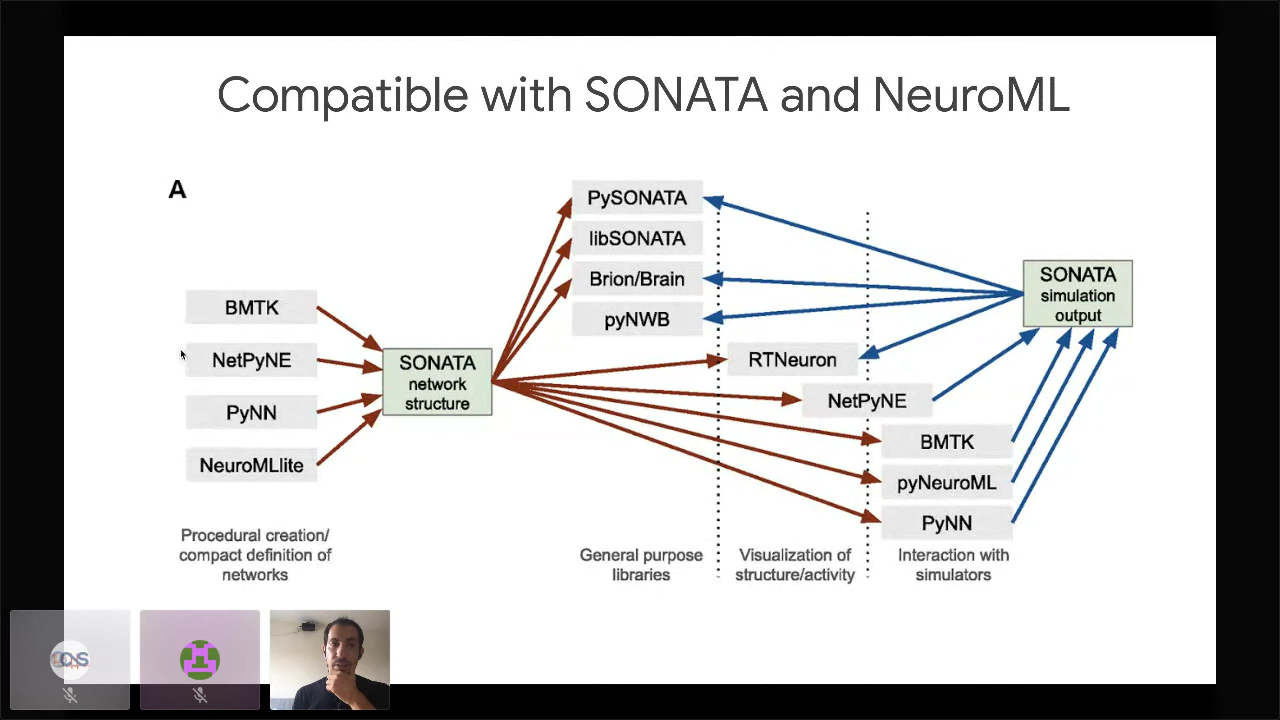 Compatible with SONATA and NeuroML
A
BMTK
NetPyNE
PyNN
NeuroMLlite
Procedural creation/
compact definition of
networks
SONATA
network
structure
PySONATA
libSONATA
Brion/Brain
pyNWB
General purpose
libraries
RTNeuron
Visualization of
structure/activity
NetPyNE
BMTK
pyNeuroML
PyNN
Interaction with
simulators
SONATA
simulation
output